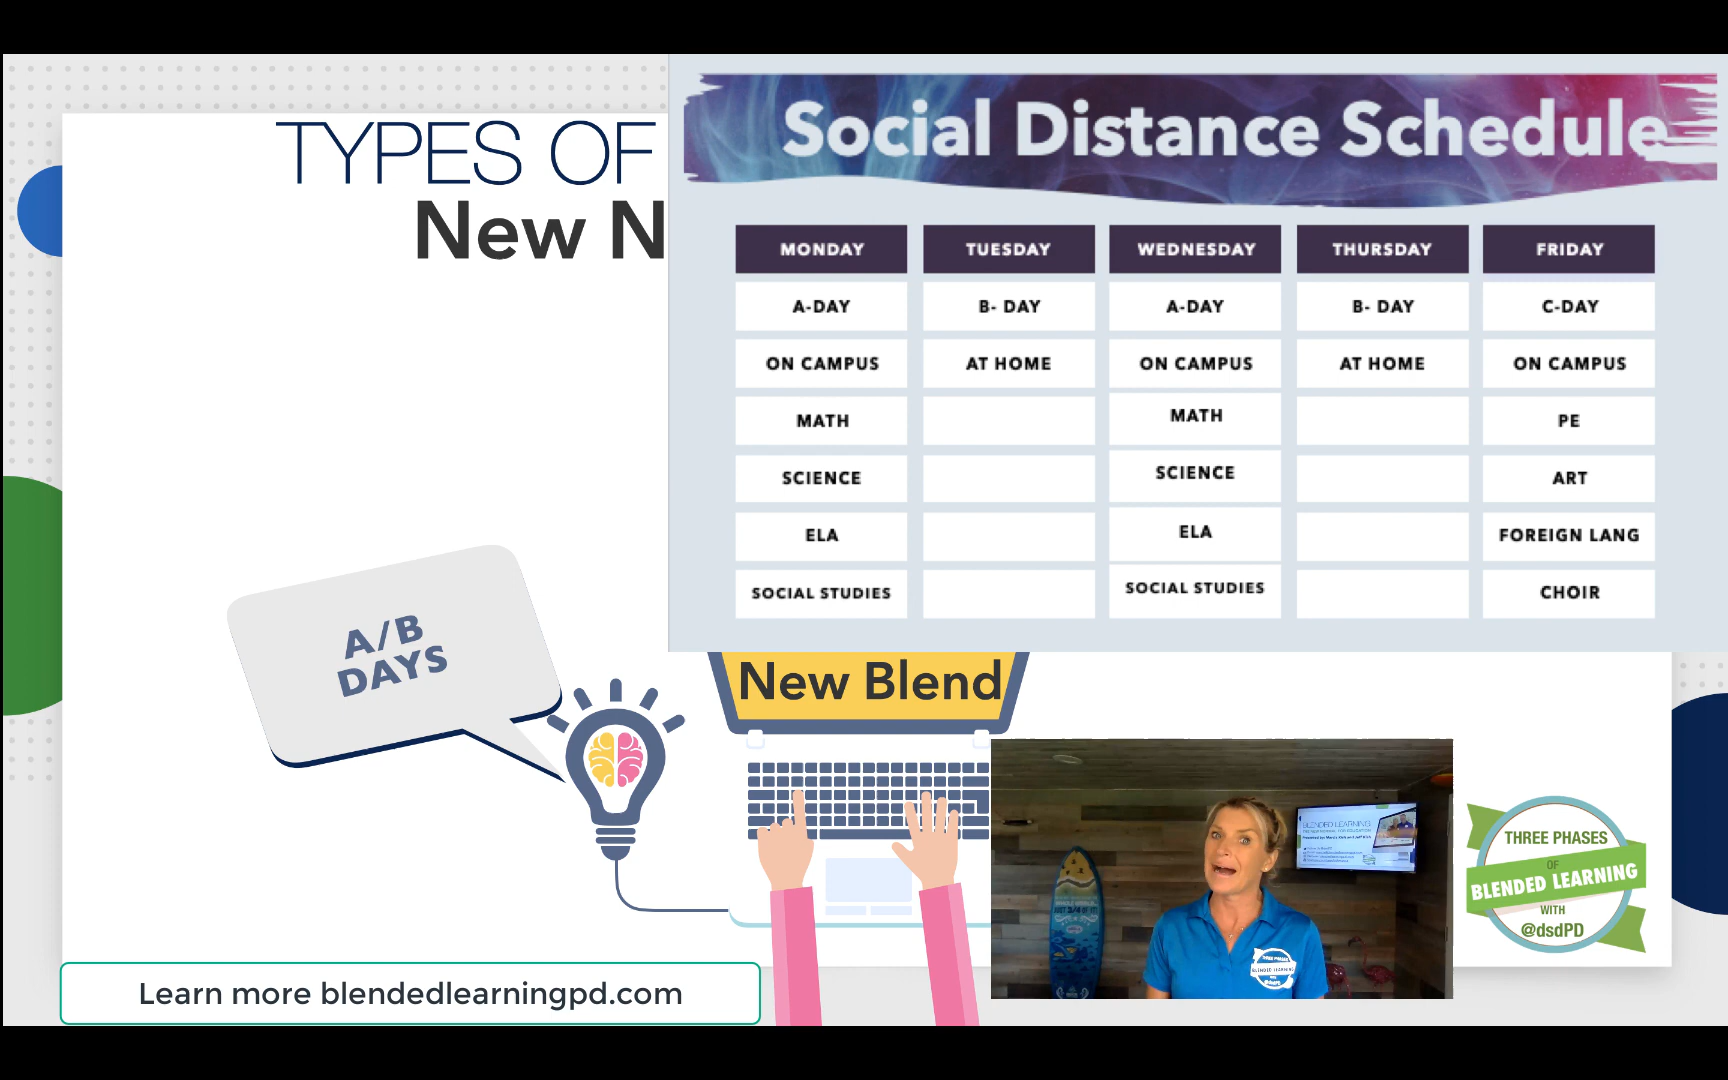 TYPES OF
New N
Social Distance Schedule
MONDAY TUESDAY WEDNESDAY THURSDAY FRIDAY
A-DAY B- DAY A-DAY B- DAY C-DAY
ON CAMPUS AT HOME ON CAMPUS AT HOME ON CAMPUS
MATH MATH PE
SCIENCE SCIENCE ART
ELA ELA FOREIGN LANG
SOCIAL STUDIES SOCIAL STUDIES CHOIR
A/B
DAYS
New Blend
BLENDED LEARNING
THREE PHASES
OF
BLENDED LEARNING
WITH
@dsdPD
Learn more blendedlearningpd.com